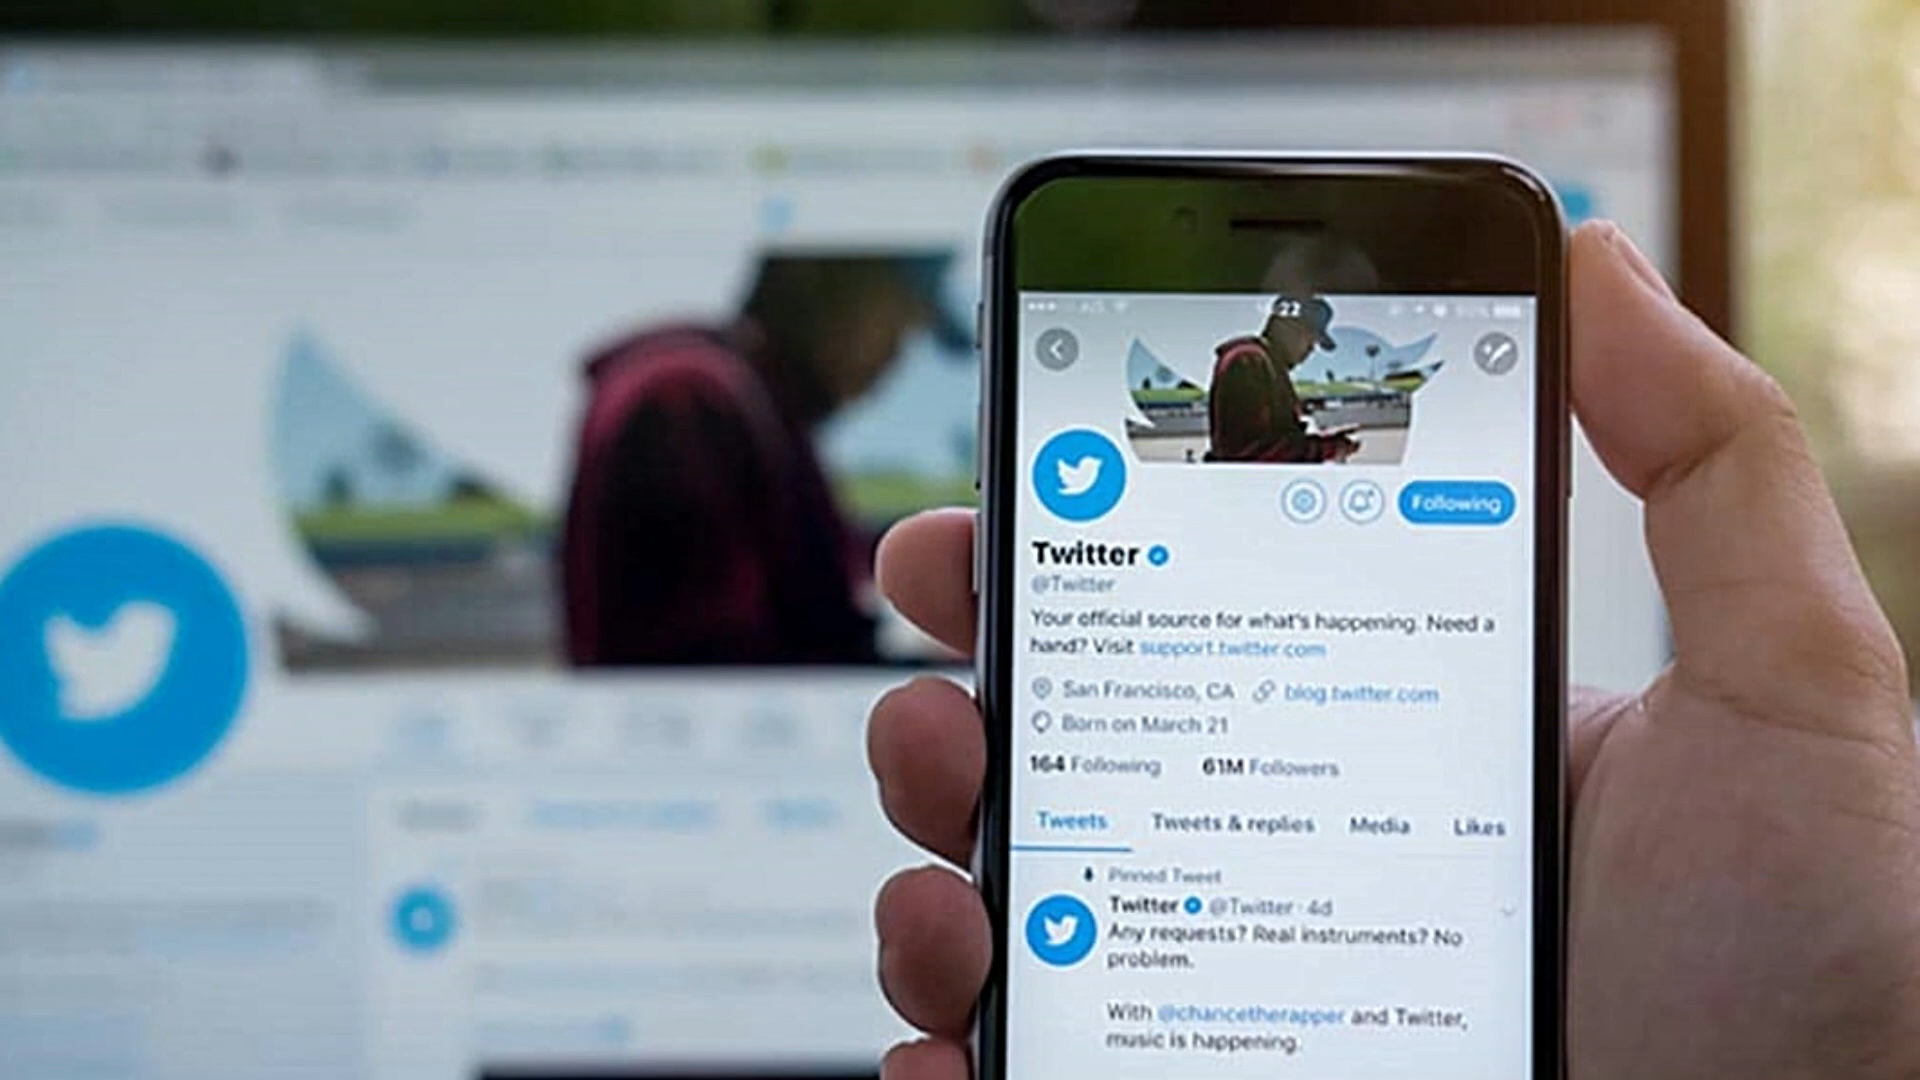 22
Following
Twitter
@Twitter
Your official source for what's happening. Need a
hand? Visit support.twitter.com
San Francisco, CA blog.twitter.com
Born on March 21
164 Following 61M Followers
Tweets Tweets & replies Media Likes
Pinned Tweet
Twitter @Twitter · 4d
Any requests? Real instruments? No
problem.
With @chancetherapper and Twitter,
music is happening.